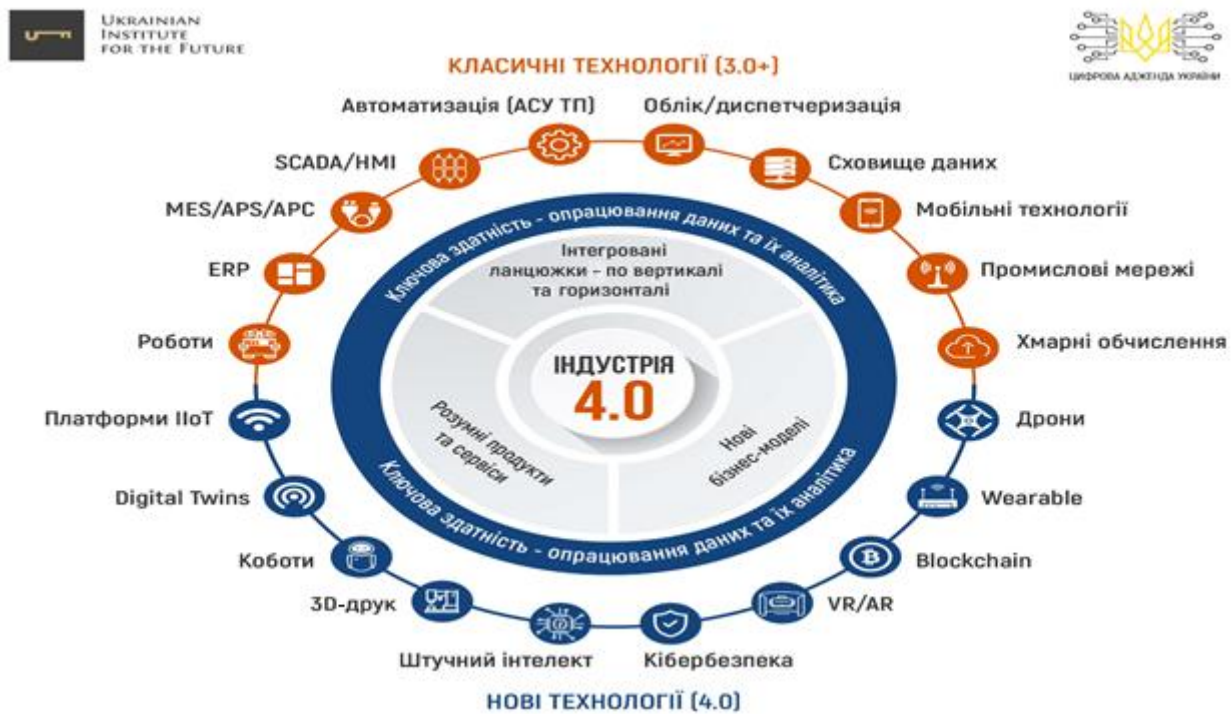 UKRAINIAN
INSTITUTE
FOR THE FUTURE
ЦИФРОВА АДЖЕНДА УКРАЇНИ
КЛАСИЧНІ ТЕХНОЛОГІЇ (3.0+)
Автоматизація (АСУ ТП)
Облік/диспетчеризація
SCADA/HMI
Сховище даних
MES/APS/APC
Мобільні технології
ERP
Промислові мережі
Роботи
Хмарні обчислення
Ключова здатність - опрацювання даних та їх аналітика
Інтегровані
ланцюжки - по вертикалі
та горизонталі
ІНДУСТРІЯ
4.0
Розумні продукти
та сервіси
Нові
бізнес-моделі
Ключова здатність - опрацювання даних та їх аналітика
Платформи IIoT
Дрони
Digital Twins
Wearable
Коботи
Blockchain
3D-друк
VR/AR
Штучний інтелект
Кібербезпека
НОВІ ТЕХНОЛОГІЇ (4.0)